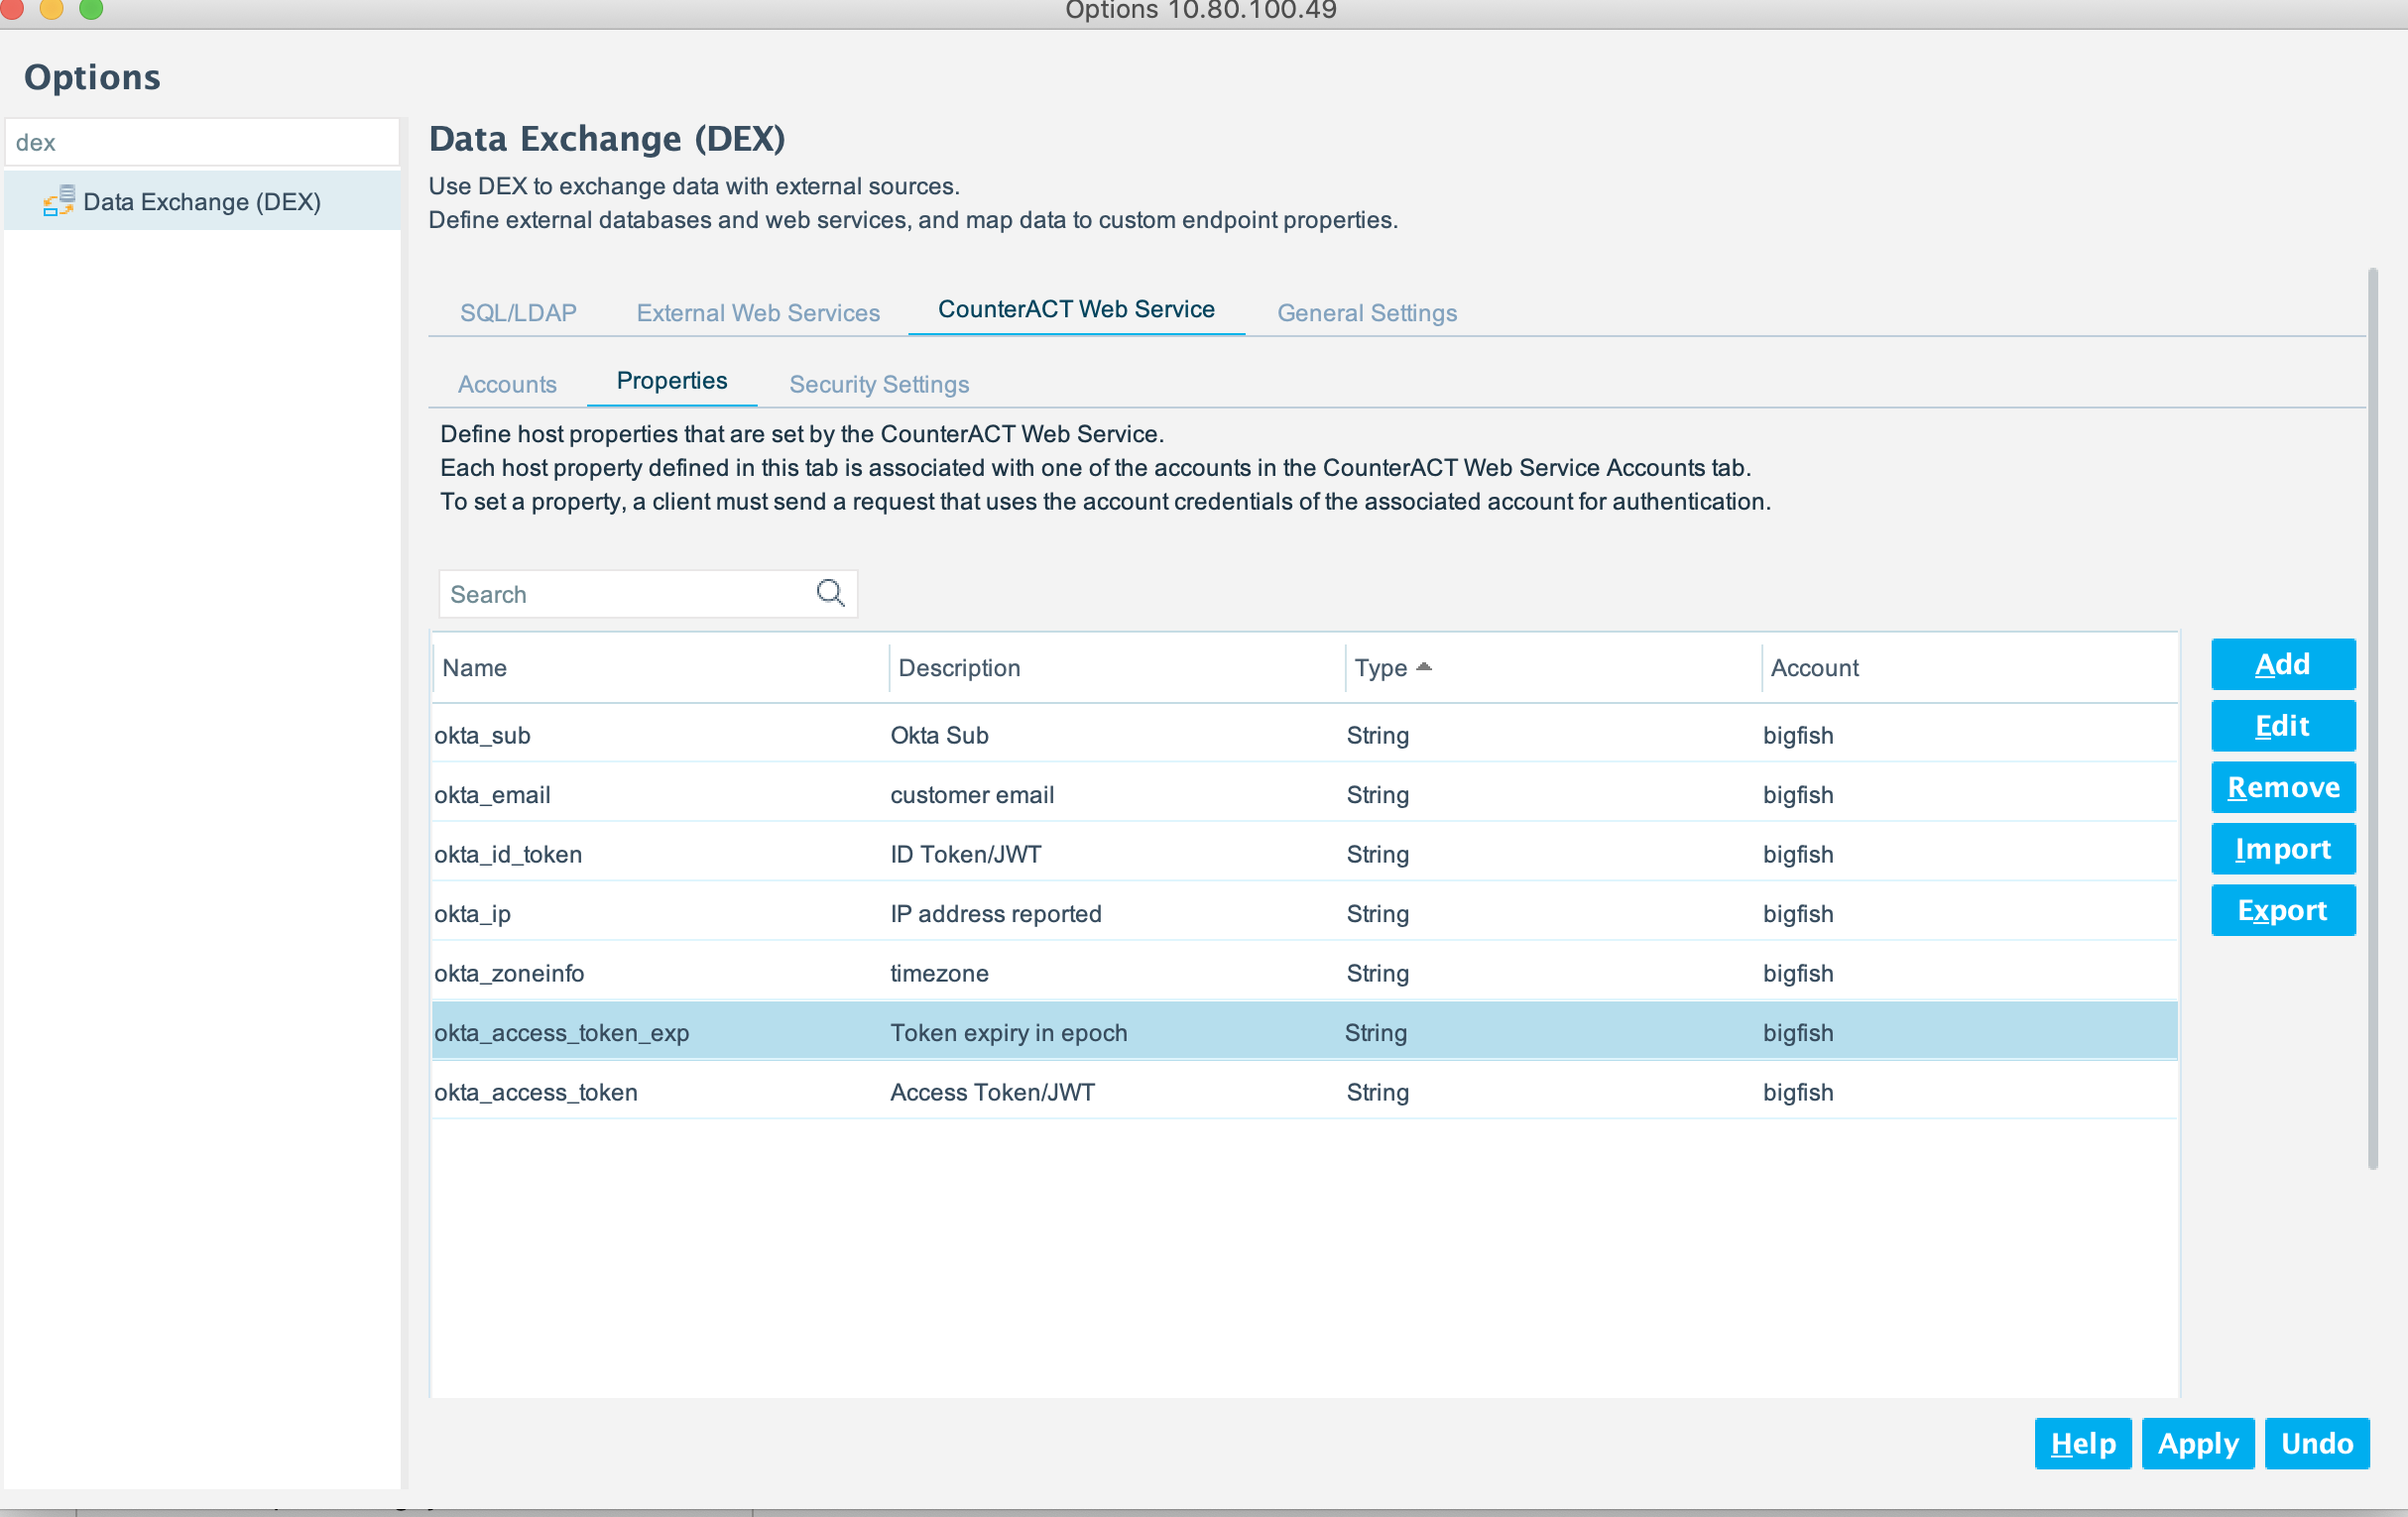 Options 10.80.100.49
Options
dex
Data Exchange (DEX)
Data Exchange (DEX)
Use DEX to exchange data with external sources.
Define external databases and web services, and map data to custom endpoint properties.
SQL/LDAP External Web Services CounterACT Web Service General Settings
Accounts Properties Security Settings
Define host properties that are set by the CounterACT Web Service.
Each host property defined in this tab is associated with one of the accounts in the CounterACT Web Service Accounts tab.
To set a property, a client must send a request that uses the account credentials of the associated account for authentication.
Search
Name Description Type Account
okta_sub Okta Sub String bigfish
okta_email customer email String bigfish
okta_id_token ID Token/JWT String bigfish
okta_ip IP address reported String bigfish
okta_zoneinfo timezone String bigfish
okta_access_token_exp Token expiry in epoch String bigfish
okta_access_token Access Token/JWT String bigfish
Add
Edit
Remove
Import
Export
Help Apply Undo